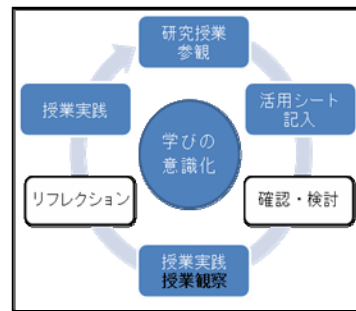 研究授業
参観
活用シート
記入
確認・検討
授業実践
授業観察
リフレクション
授業実践
学びの
意識化